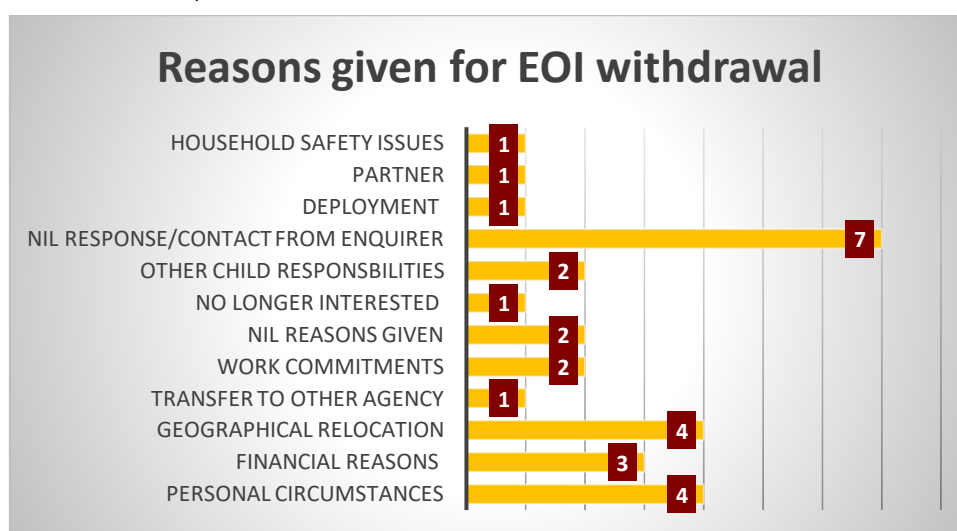 Reasons given for EOI withdrawal
HOUSEHOLD SAFETY ISSUES 1
PARTNER 1
DEPLOYMENT 1
NIL RESPONSE/CONTACT FROM ENQUIRER 7
OTHER CHILD RESPONSBILITIES 2
NO LONGER INTERESTED 1
NIL REASONS GIVEN 2
WORK COMMITMENTS 2
TRANSFER TO OTHER AGENCY 1
GEOGRAPHICAL RELOCATION 4
FINANCIAL REASONS 3
PERSONAL CIRCUMSTANCES 4